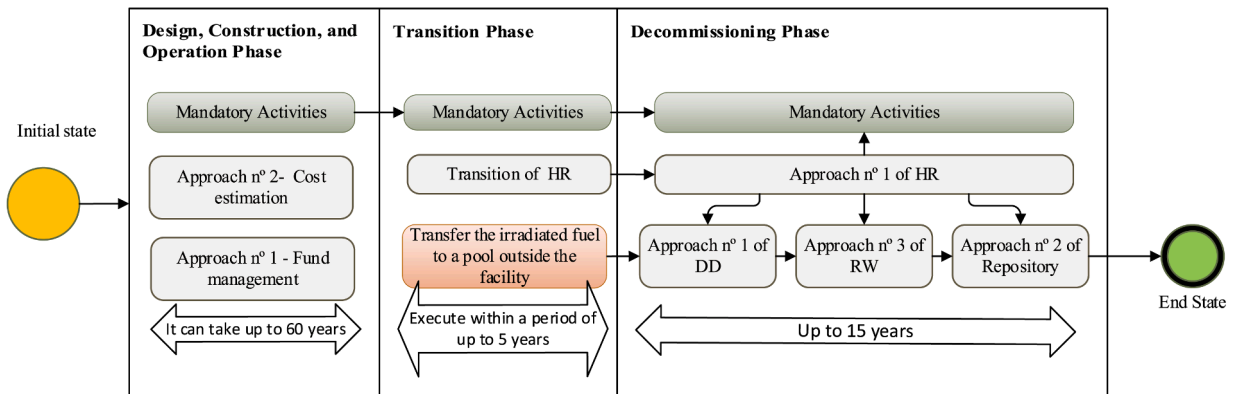 Initial state
Design, Construction, and
Operation Phase
Mandatory Activities
Approach nº 2-  Cost
estimation
Approach nº 1 - Fund
management
It can take up to 60 years
Transition Phase
Mandatory Activities
Transition of  HR
Transfer the irradiated fuel
to a pool outside the
facility
Execute within a period of
up to 5 years
Decommissioning Phase
Mandatory Activities
Approach nº 1 of HR
Approach nº 1 of
DD
Approach nº 3 of
RW
Approach nº 2 of
Repository
Up to 15 years
End State